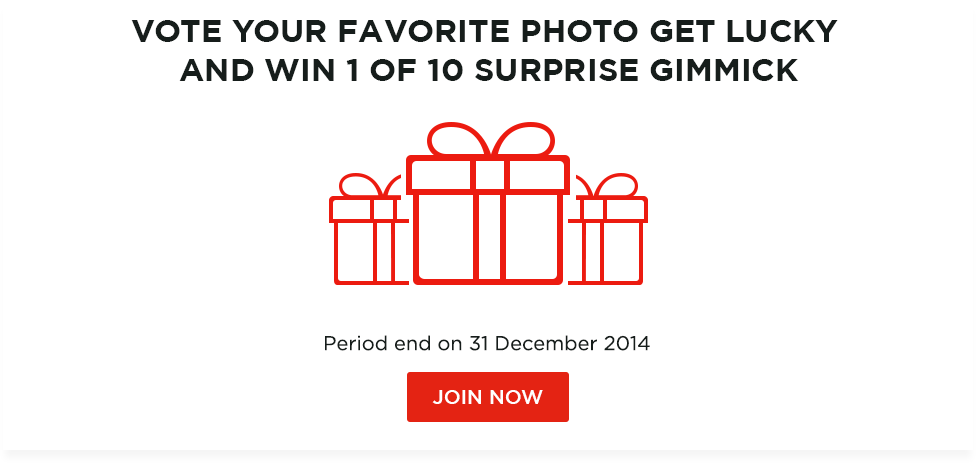 VOTE YOUR FAVORITE PHOTO GET LUCKY
AND WIN 1 OF 10 SURPRISE GIMMICK
Period end on 31 December 2014
JOIN NOW